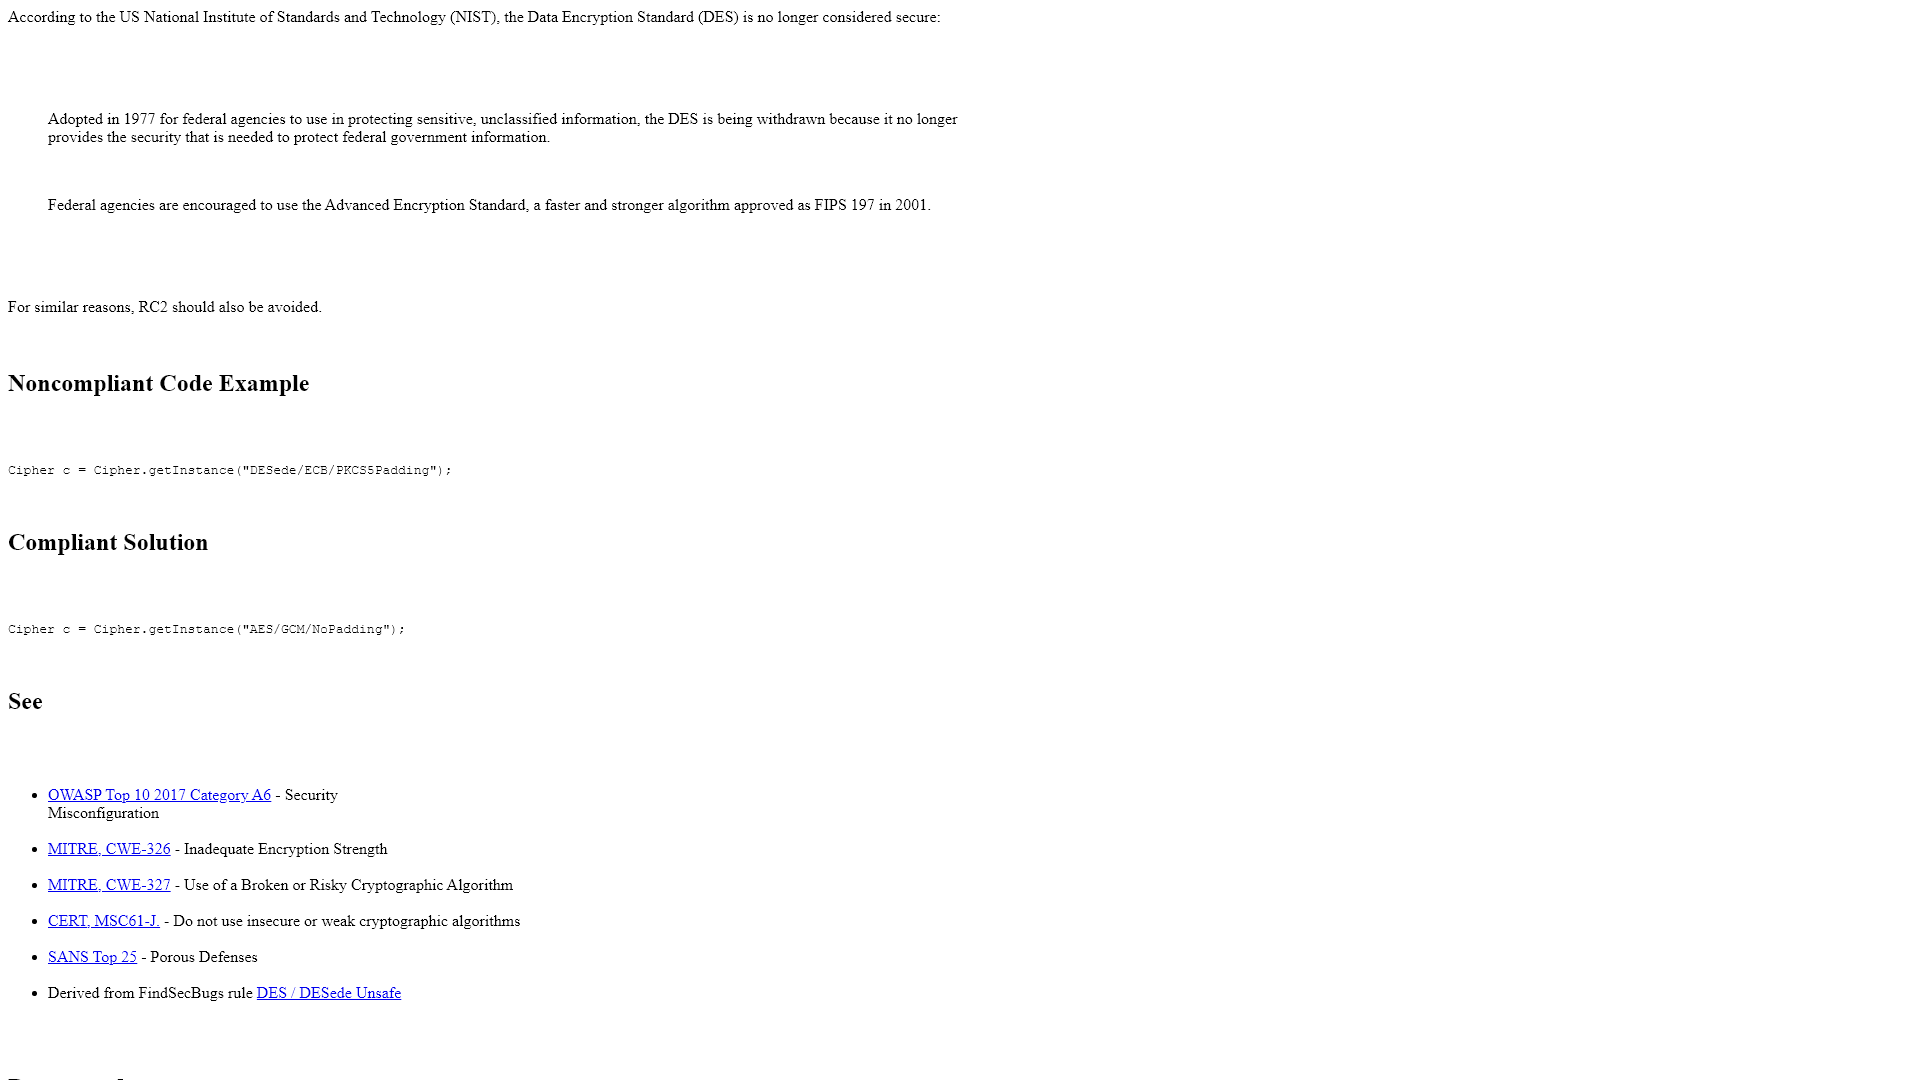 According to the US National Institute of Standards and Technology (NIST), the Data Encryption Standard (DES) is no longer considered secure:
Adopted in 1977 for federal agencies to use in protecting sensitive, unclassified information, the DES is being withdrawn because it no longer
provides the security that is needed to protect federal government information.
Federal agencies are encouraged to use the Advanced Encryption Standard, a faster and stronger algorithm approved as FIPS 197 in 2001.
For similar reasons, RC2 should also be avoided.
Noncompliant Code Example
Cipher c = Cipher.getInstance("DESede/ECB/PKCS5Padding");
Compliant Solution
Cipher c = Cipher.getInstance("AES/GCM/NoPadding");
See
OWASP Top 10 2017 Category A6 - Security
Misconfiguration
MITRE, CWE-326 - Inadequate Encryption Strength
MITRE, CWE-327 - Use of a Broken or Risky Cryptographic Algorithm
CERT, MSC61-J. - Do not use insecure or weak cryptographic algorithms
SANS Top 25 - Porous Defenses
Derived from FindSecBugs rule DES / DESede Unsafe